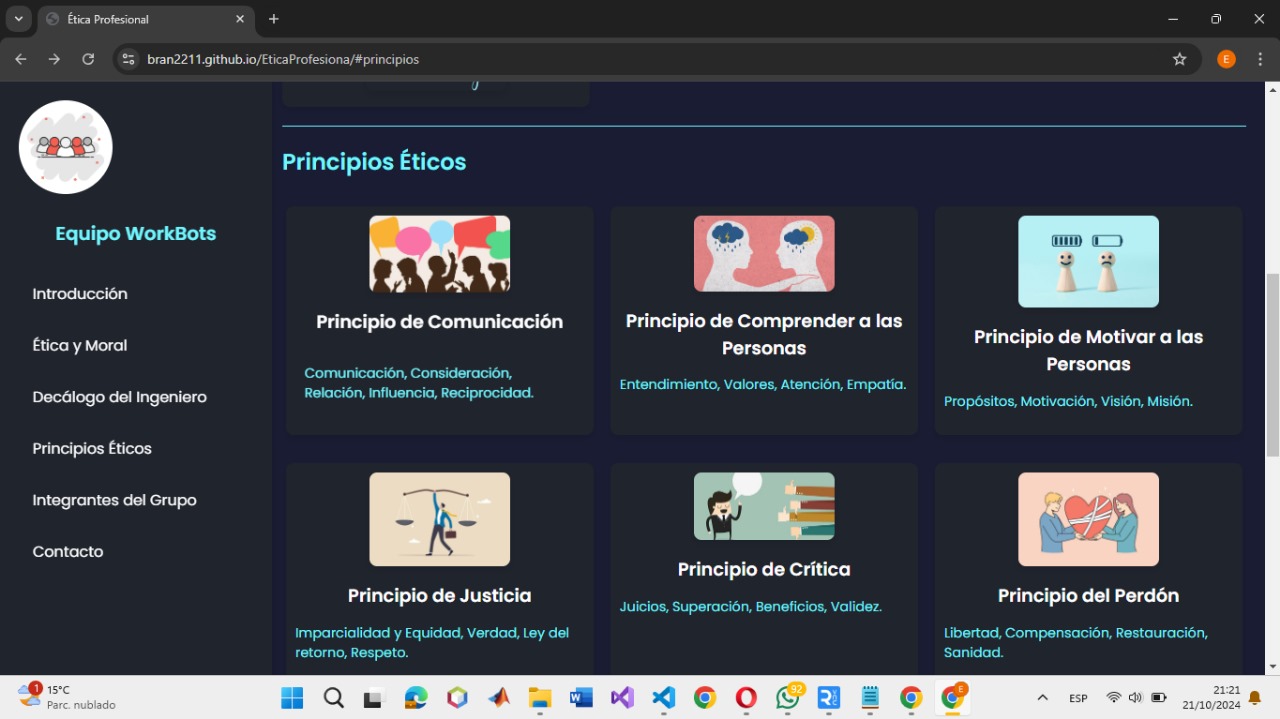 Ética Profesional
bran2211.github.io/EticaProfesiona/#principios
E
Equipo WorkBots
Introducción
Ética y Moral
Decálogo del Ingeniero
Principios Éticos
Integrantes del Grupo
Contacto
Principios Éticos
Principio de Comunicación
Comunicación, Consideración,
Relación, Influencia, Reciprocidad.
Principio de Comprender a las
Personas
Entendimiento, Valores, Atención, Empatía.
Principio de Motivar a las
Personas
Propósitos, Motivación, Visión, Misión.
Principio de Justicia
Imparcialidad y Equidad, Verdad, Ley del
retorno, Respeto.
Principio de Crítica
Juicios, Superación, Beneficios, Validez.
Principio del Perdón
Libertad, Compensación, Restauración,
Sanidad.
1
15°C
Parc. nublado
92
E
ESP
21:21
21/10/2024